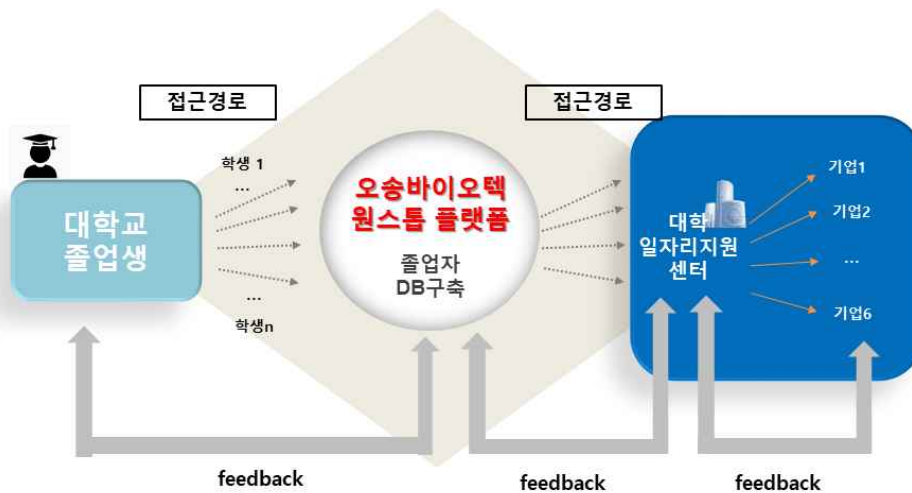 접근경로
접근경로
학생 1
...
...
학생n
대학교
졸업생
오송바이오텍
원스톱 플랫폼
졸업자
DB구축
대학
일자리지원
센터
기업1
기업2
...
기업6
feedback
feedback
feedback